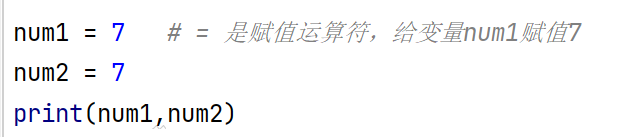 num1 = 7   # = 是赋值运算符，给变量num1赋值7
num2 = 7
print(num1,num2)